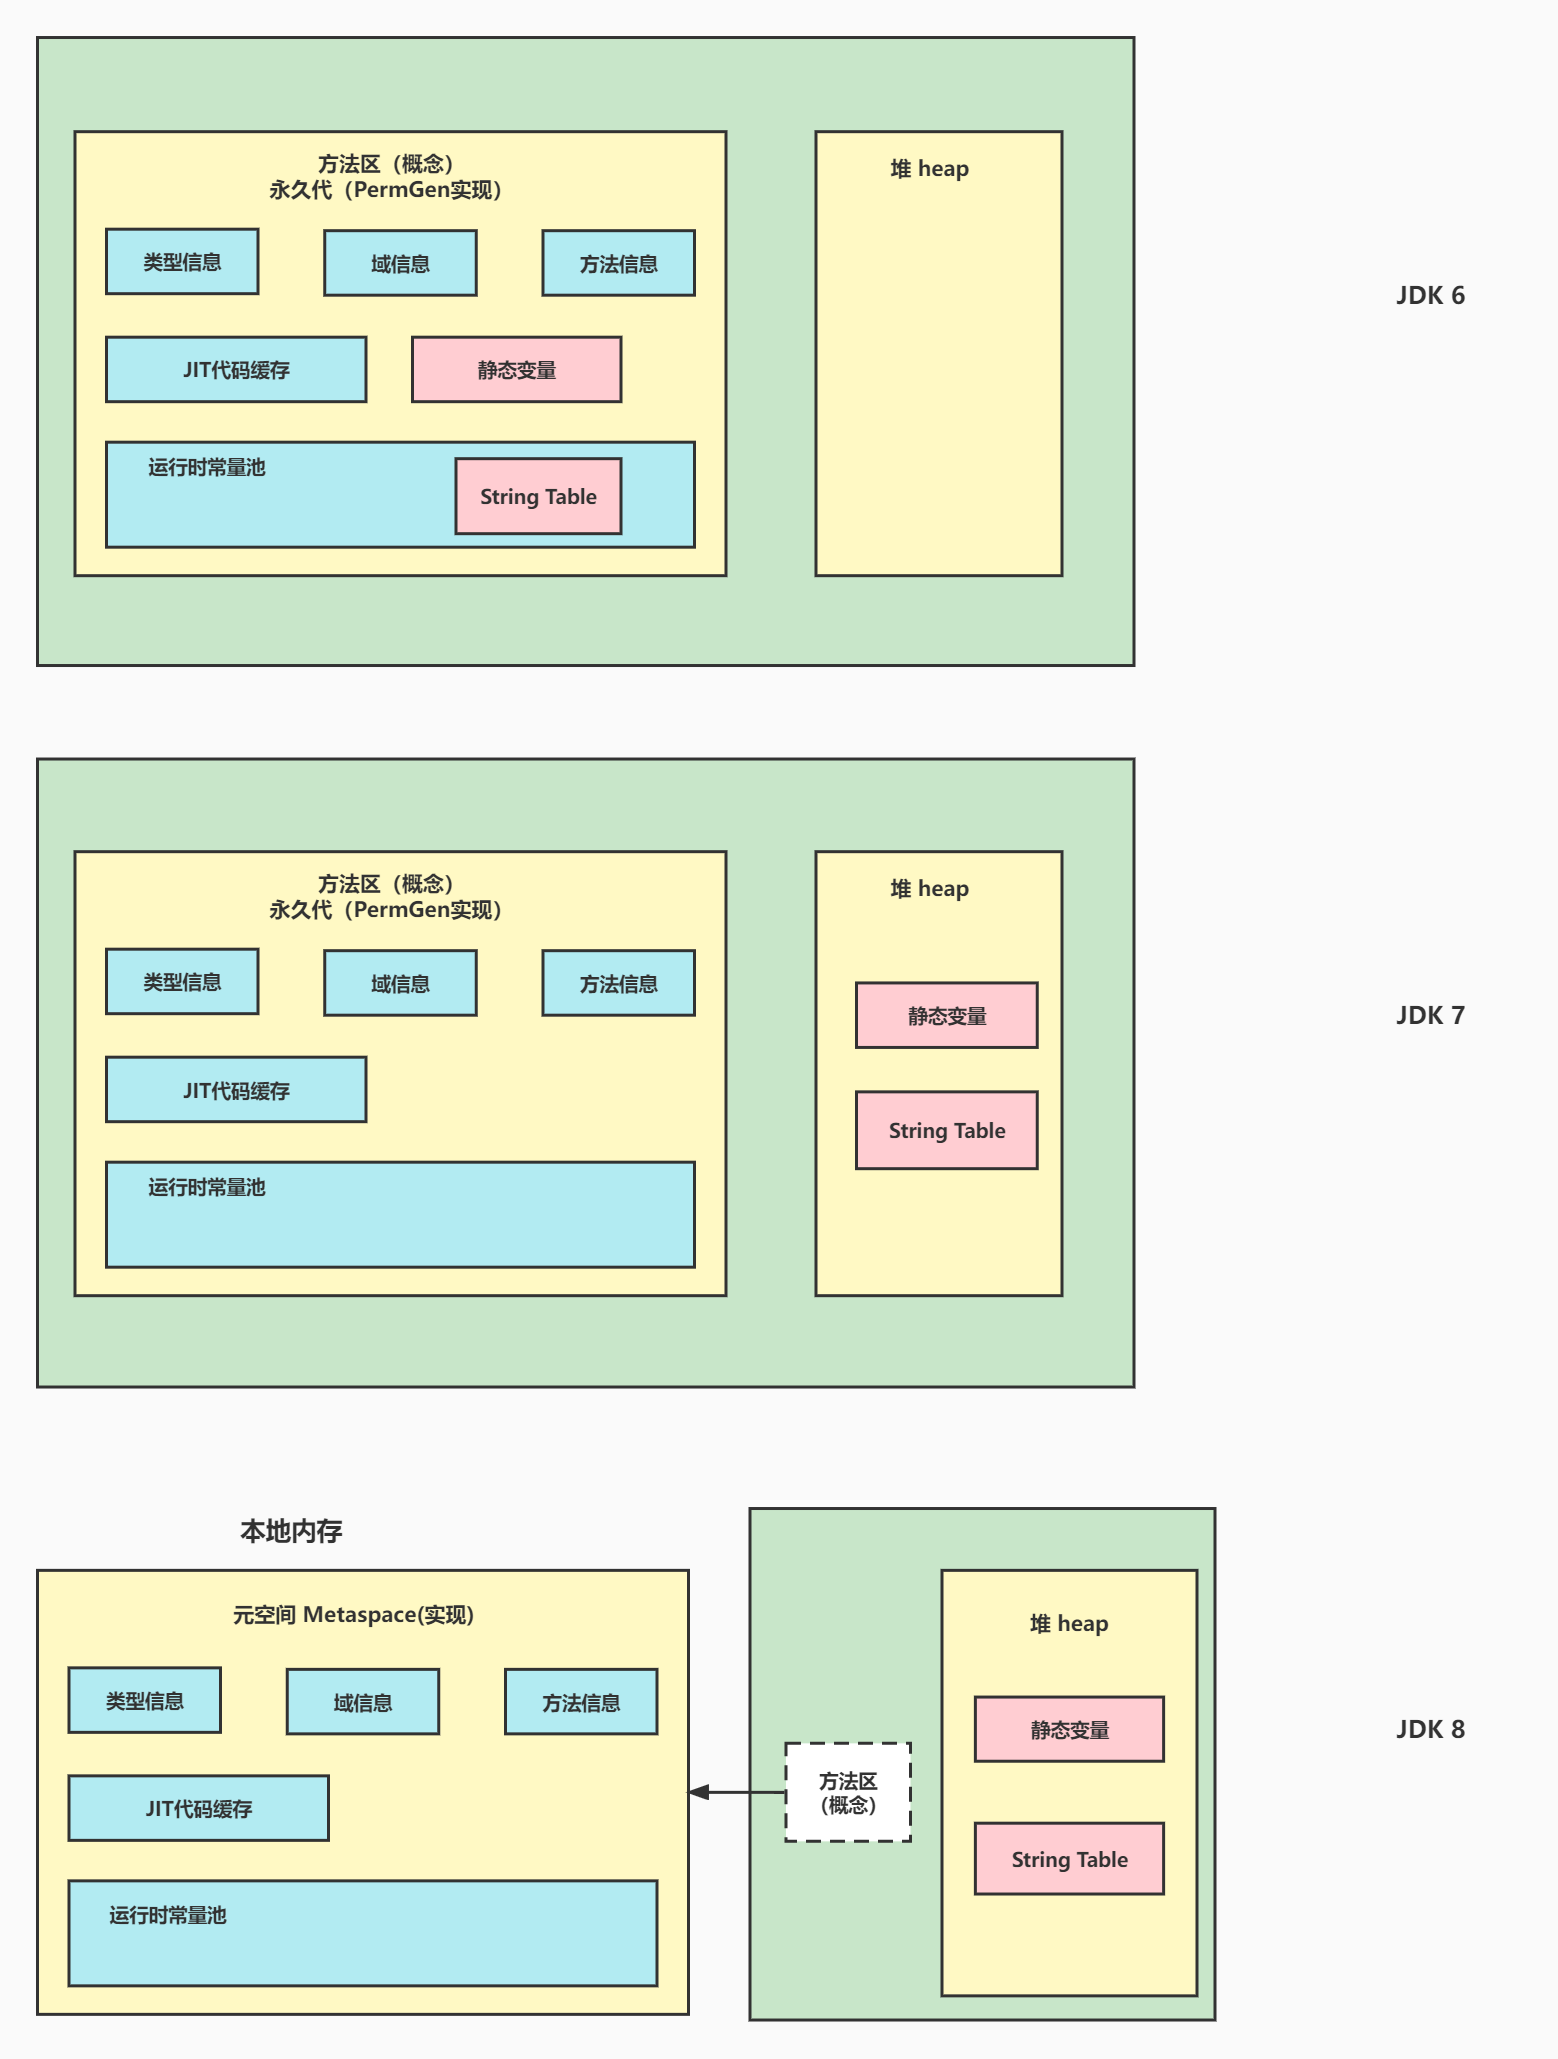 方法区（概念）
永久代（PermGen实现）
堆 heap
类型信息
域信息
方法信息
JDK 6
JIT代码缓存
静态变量
运行时常量池
String Table
方法区（概念）
永久代（PermGen实现）
堆 heap
类型信息
域信息
方法信息
静态变量
JDK 7
JIT代码缓存
String Table
运行时常量池
本地内存
元空间 Metaspace(实现)
堆 heap
类型信息
域信息
方法信息
静态变量
JDK 8
方法区
（概念）
JIT代码缓存
String Table
运行时常量池